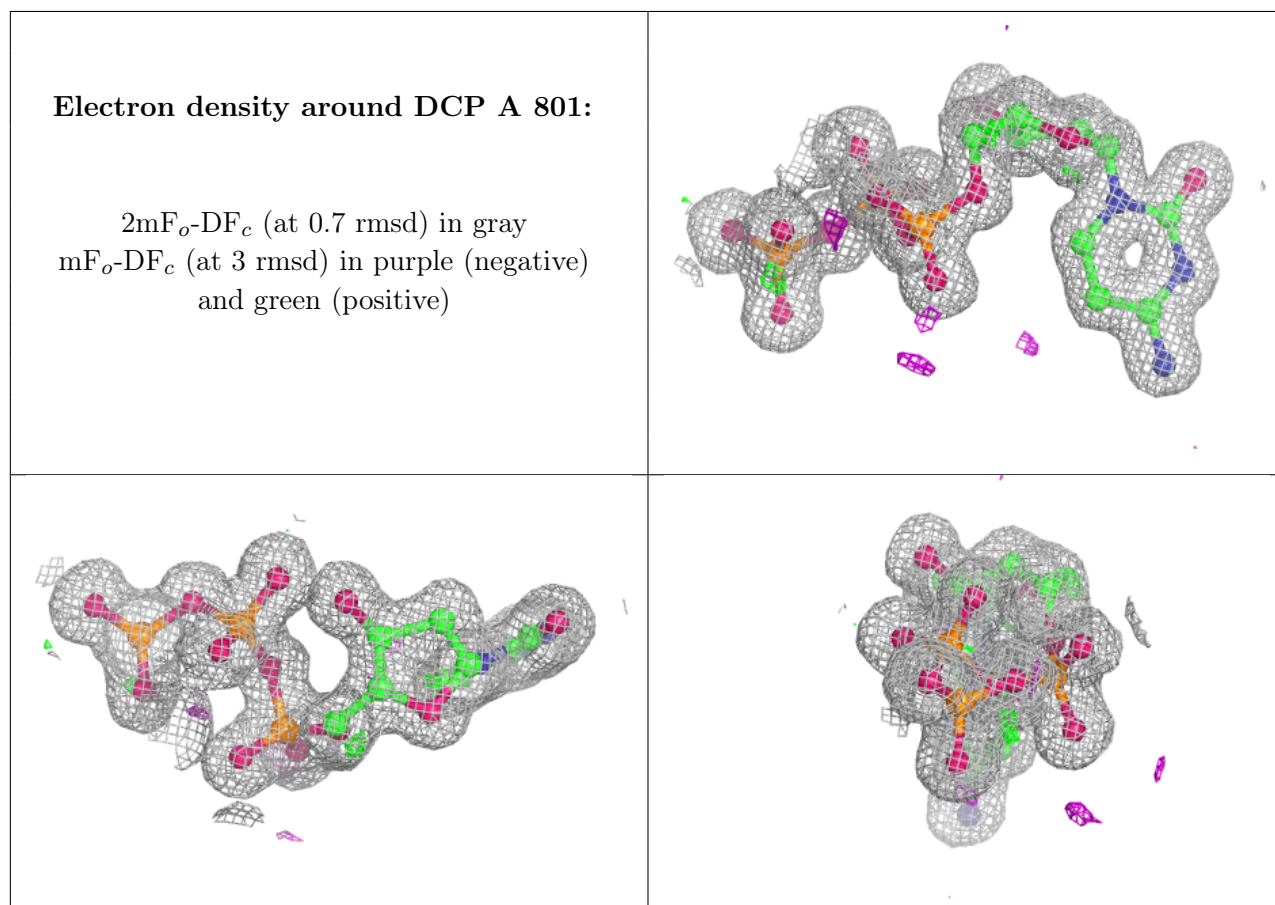 Electron density around DCP A 801:
2mFₒ-DF𝑐 (at 0.7 rmsd) in gray
mFₒ-DF𝑐 (at 3 rmsd) in purple (negative)
and green (positive)